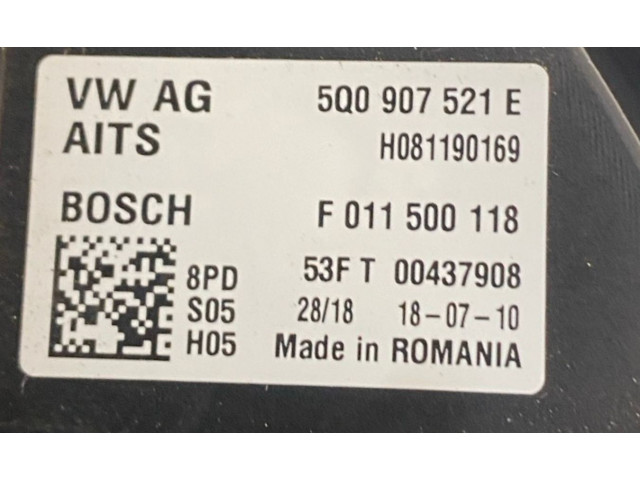 VW AG 5Q0 907 521 E
AITS H081190169
BOSCH F 011 500 118
8PD 53F T 00437908
S05 28/18 18-07-10
H05 Made in ROMANIA